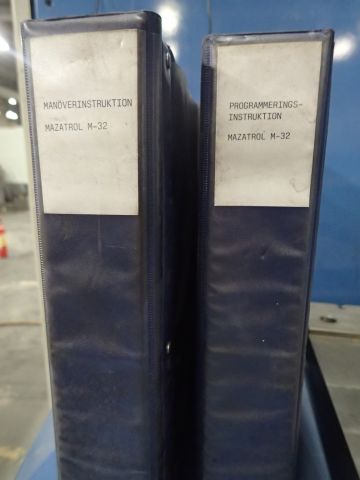 MANÖVERINSTRUKTION
MAZATROL M-32
PROGRAMMERINGS-
INSTRUKTION
MAZATROL M-32